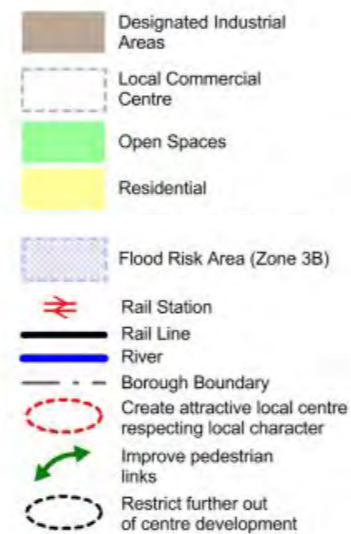 Designated Industrial
Areas
Local Commercial
Centre
Open Spaces
Residential
Flood Risk Area (Zone 3B)
Rail Station
Rail Line
River
Borough Boundary
Create attractive local centre
respecting local character
Improve pedestrian
links
Restrict further out
of centre development